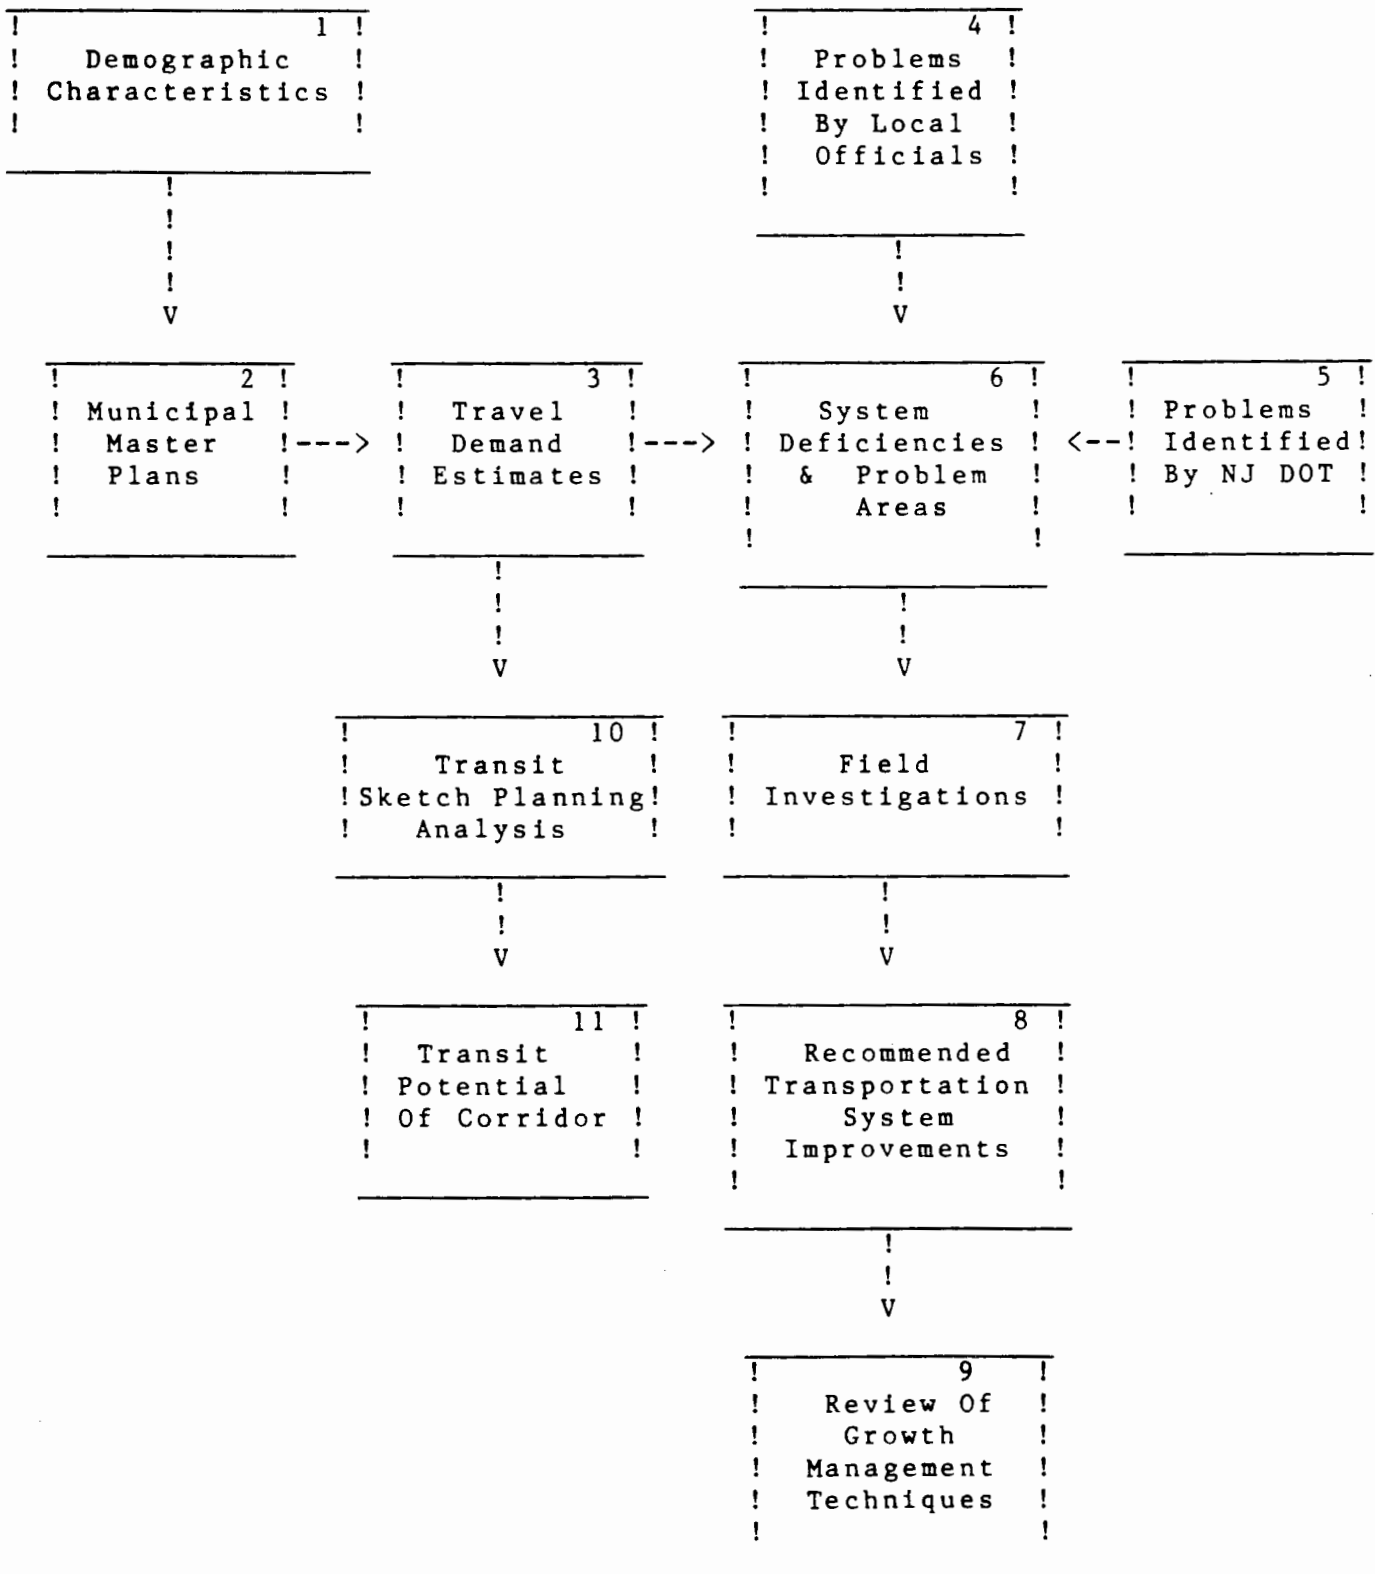 1
Demographic
Characteristics
4
Problems
Identified
By Local
Officials
2
Municipal
Master
Plans
3
Travel
Demand
Estimates
6
System
Deficiencies
& Problem
Areas
5
Problems
Identified
By NJ DOT
10
Transit
Sketch Planning
Analysis
7
Field
Investigations
11
Transit
Potential
Of Corridor
8
Recommended
Transportation
System
Improvements
9
Review Of
Growth
Management
Techniques